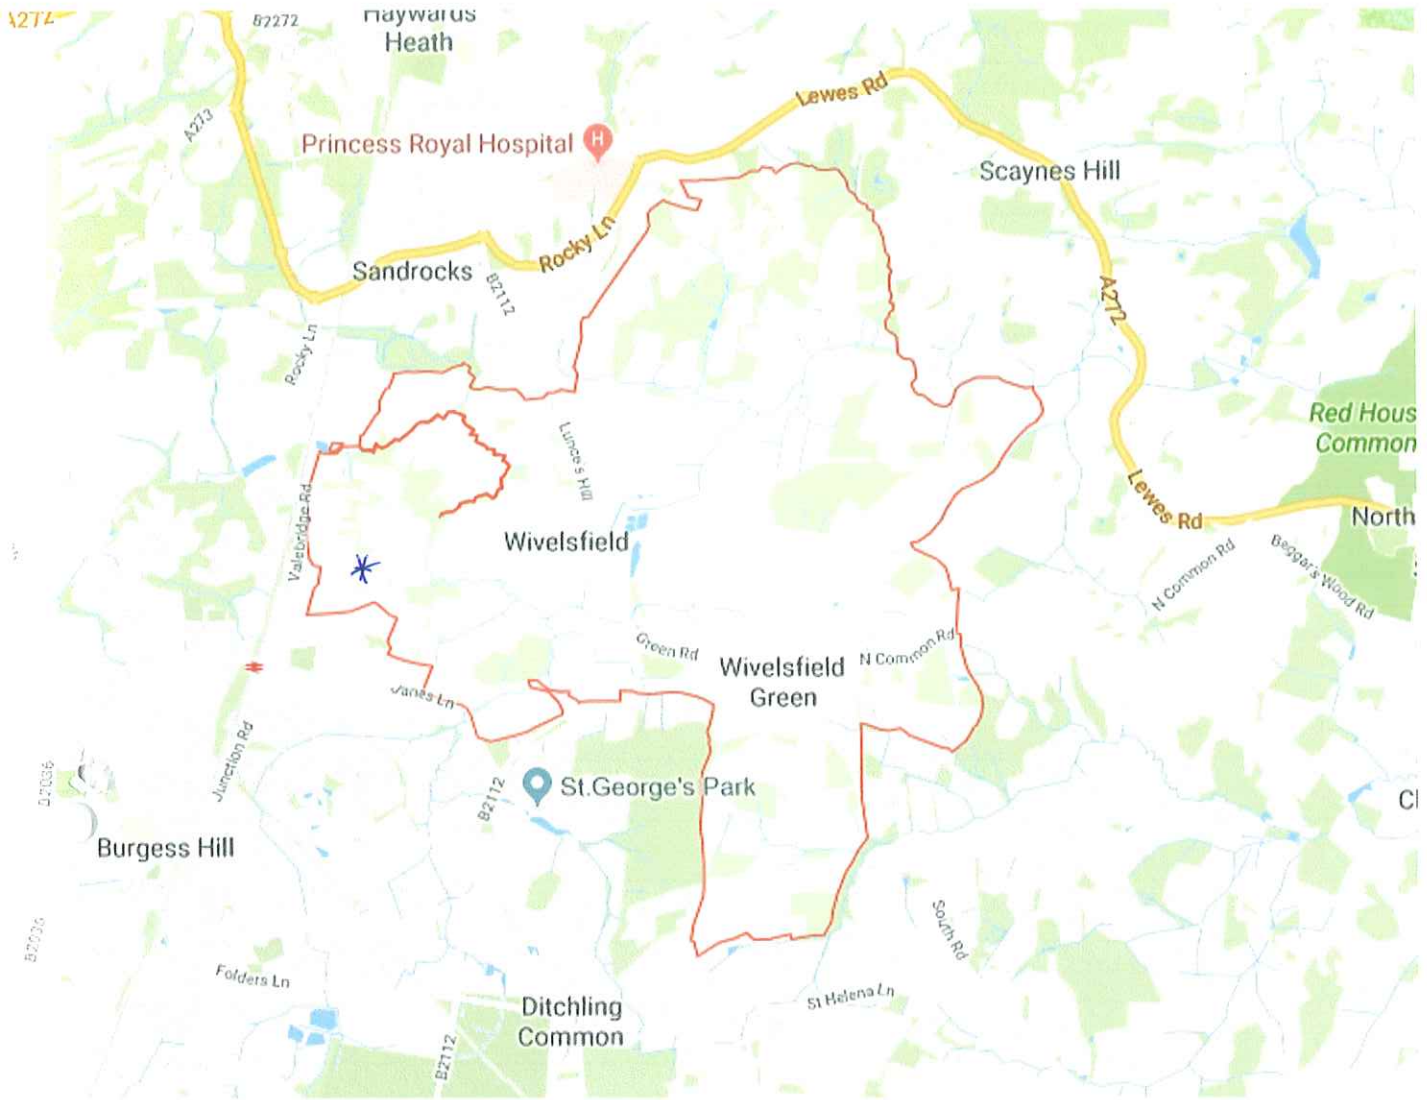 A272
B2272
Haywards
Heath
A273
Lewes Rd
Princess Royal Hospital
H
Scaynes Hill
Rocky Ln
Sandrocks
B2112
A272
Rocky Ln
Red Hous
Common
Lunce's Hill
Valebridge Rd
Lewes Rd
North
Wivelsfield
N Common Rd
Beggar's Wood Rd
Green Rd
Wivelsfield
Green
N Common Rd
Janes Ln
Junction Rd
B2036
B2112
St.George's Park
Burgess Hill
South Rd
B2036
Folders Ln
St Helena Ln
Ditchling
Common
B2112